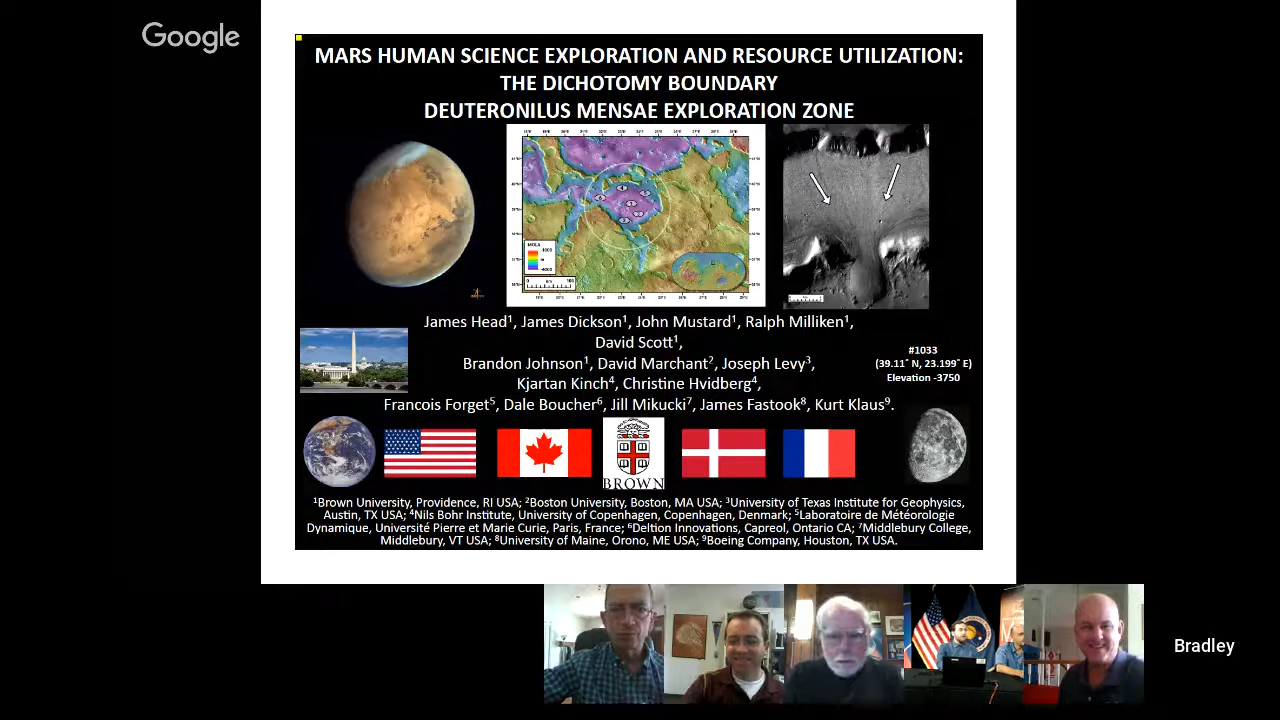 Google
MARS HUMAN SCIENCE EXPLORATION AND RESOURCE UTILIZATION:
THE DICHOTOMY BOUNDARY
DEUTERONILUS MENSAE EXPLORATION ZONE
MOLA
James Head¹, James Dickson¹, John Mustard¹, Ralph Milliken¹,
David Scott¹,
Brandon Johnson¹, David Marchant², Joseph Levy³,
Kjartan Kinch⁴, Christine Hvidberg⁴,
Francois Forget⁵, Dale Boucher⁶, Jill Mikucki⁷, James Fastook⁸, Kurt Klaus⁹.
#1033
(39.11˚ N, 23.199˚ E)
Elevation -3750
BROWN
¹Brown University, Providence, RI USA; ²Boston University, Boston, MA USA; ³University of Texas Institute for Geophysics,
Austin, TX USA; ⁴Nils Bohr Institute, University of Copenhagen, Copenhagen, Denmark; ⁵Laboratoire de Météorologie
Dynamique, Université Pierre et Marie Curie, Paris, France; ⁶Deltion Innovations, Capreol, Ontario CA; ⁷Middlebury College,
Middlebury, VT USA; ⁸University of Maine, Orono, ME USA; ⁹Boeing Company, Houston, TX USA.
Bradley